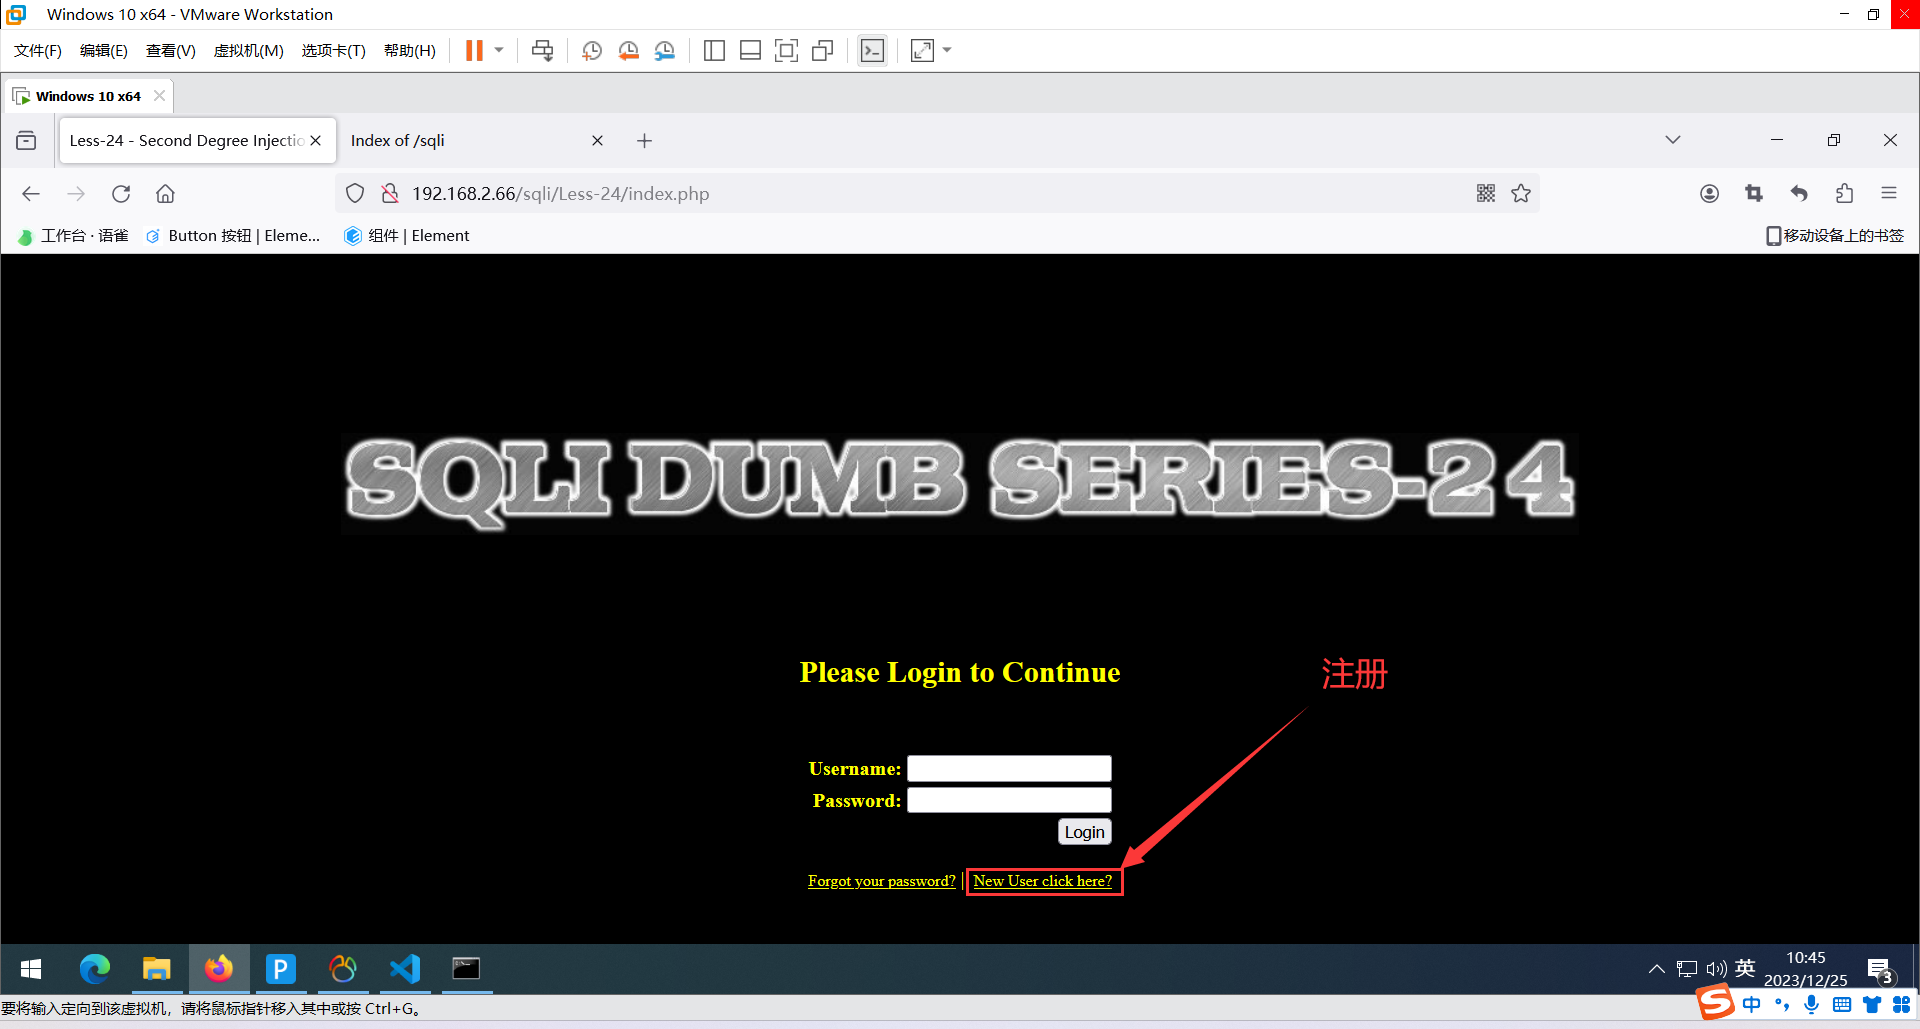 Windows 10 x64 - VMware Workstation
文件(F) 编辑(E) 查看(V) 虚拟机(M) 选项卡(T) 帮助(H)
Windows 10 x64
Less-24 - Second Degree Injectio
Index of /sqli
192.168.2.66/sqli/Less-24/index.php
工作台 · 语雀
Button 按钮 | Eleme...
组件 | Element
移动设备上的书签
SQLI DUMB SERIES-24
Please Login to Continue
注册
Username:
Password:
Login
Forgot your password? | New User click here?
英
10:45
2023/12/25
3
要将输入定向到该虚拟机，请将鼠标指针移入其中或按 Ctrl+G。
中